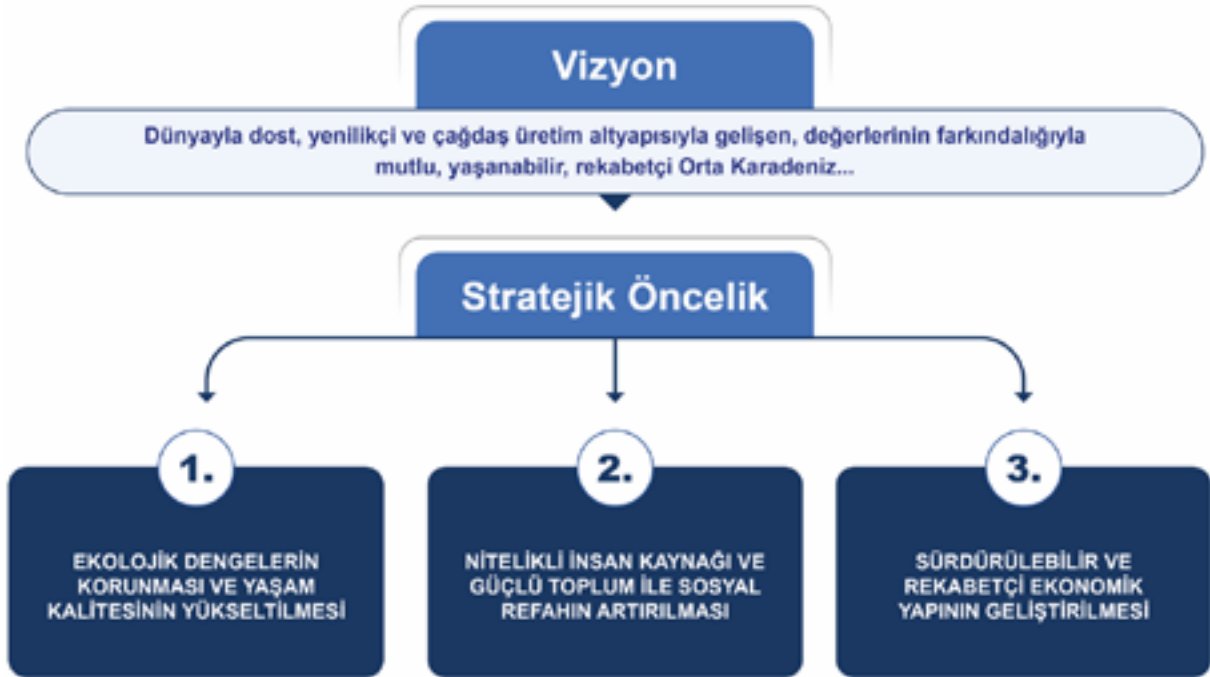 Vizyon
Dünyayla dost, yenilikçi ve çağdaş üretim altyapısıyla gelişen, değerlerinin farkındalığıyla
mutlu, yaşanabilir, rekabetçi Orta Karadeniz...
Stratejik Öncelik
1.
EKOLOJİK DENGELERİN
KORUNMASI VE YAŞAM
KALİTESİNİN YÜKSELTİLMESİ
2.
NİTELİKLİ İNSAN KAYNAĞI VE
GÜÇLÜ TOPLUM İLE SOSYAL
REFAHIN ARTIRILMASI
3.
SÜRDÜRÜLEBİLİR VE
REKABETÇİ EKONOMİK
YAPININ GELİŞTİRİLMESİ